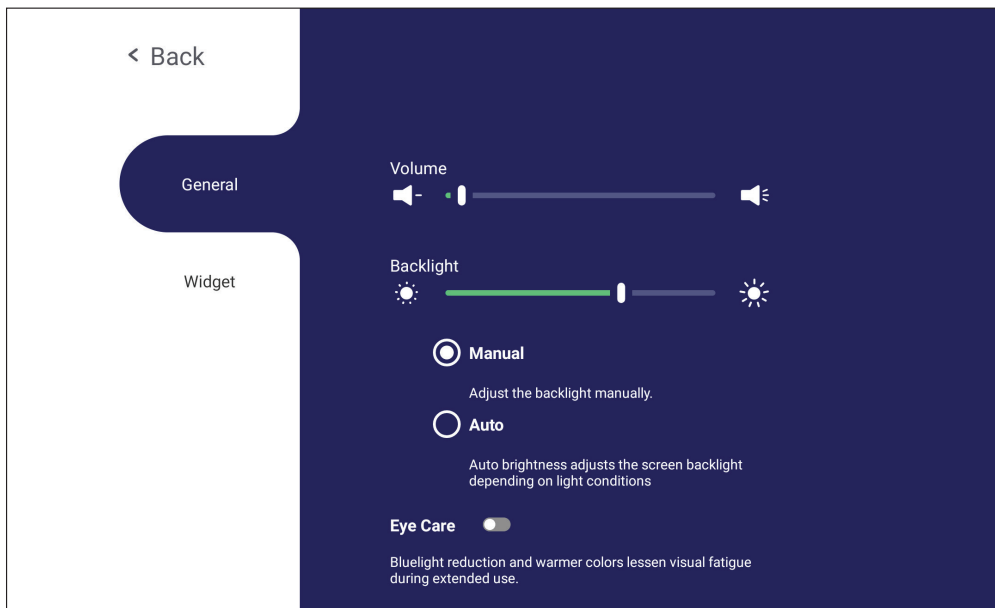 Back
General
Widget
Volume
Backlight
Manual
Adjust the backlight manually.
Auto
Auto brightness adjusts the screen backlight
depending on light conditions
Eye Care
Bluelight reduction and warmer colors lessen visual fatigue
during extended use.